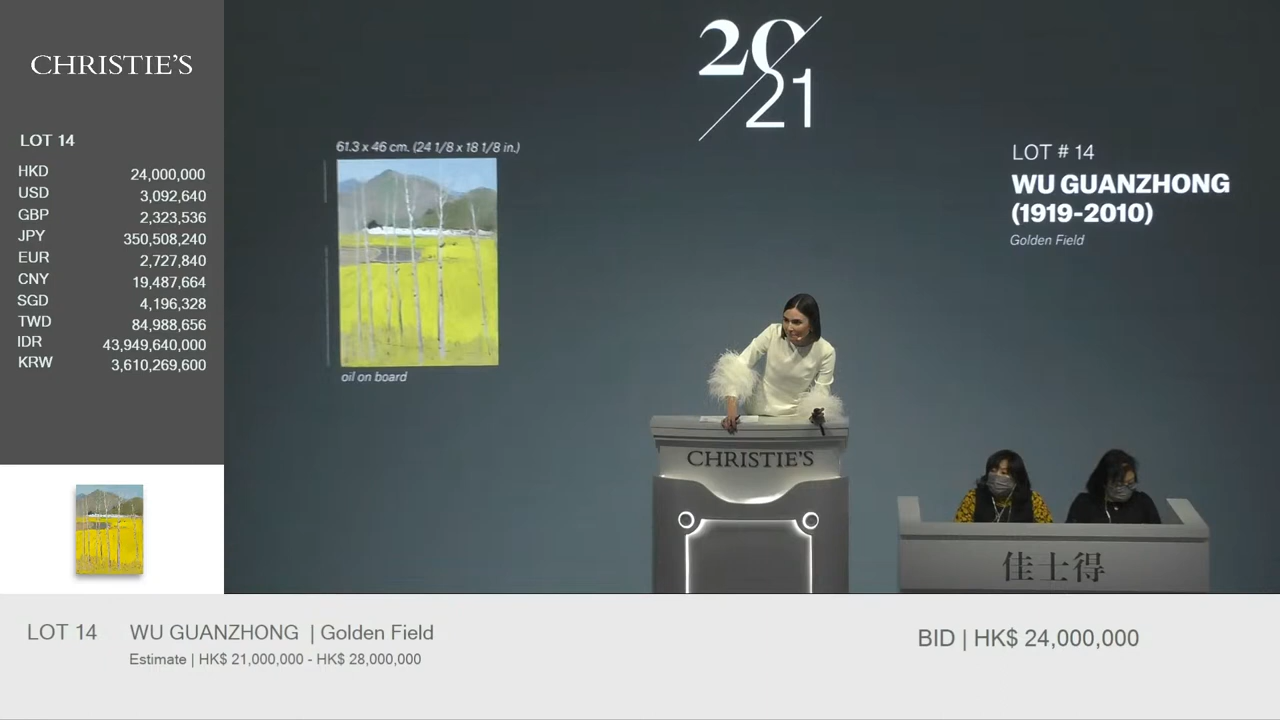 CHRISTIE'S
LOT 14
HKD 24,000,000
USD 3,092,640
GBP 2,323,536
JPY 350,508,240
EUR 2,727,840
CNY 19,487,664
SGD 4,196,328
TWD 84,988,656
IDR 43,949,640,000
KRW 3,610,269,600
20/21
61.3 x 46 cm. (24 1/8 x 18 1/8 in.)
oil on board
LOT # 14
WU GUANZHONG
(1919-2010)
Golden Field
CHRISTIE'S
佳士得
LOT 14 WU GUANZHONG | Golden Field
Estimate | HK$ 21,000,000 - HK$ 28,000,000
BID | HK$ 24,000,000